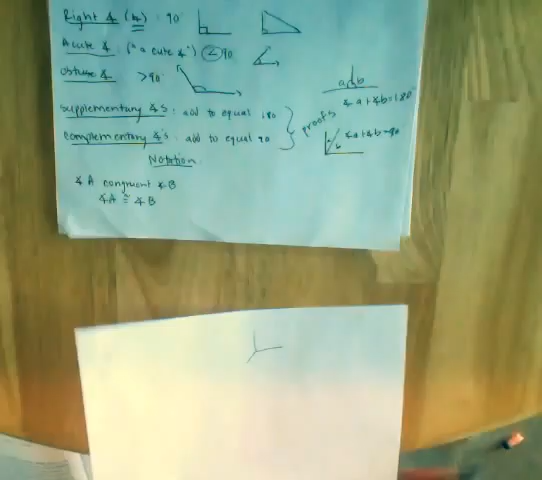 Right ∡ (⊾) : 90°
Acute ∡ : ("a cute ∡") < 90
obtuse ∡ >90°
a b
∡a+∡b=180°
supplementary ∡s : add to equal 180
complementary ∡'s : add to equal 90
proofs
∡a+∡b=90
b
Notation
∡A congruent ∡B
∡A ≅ ∡B